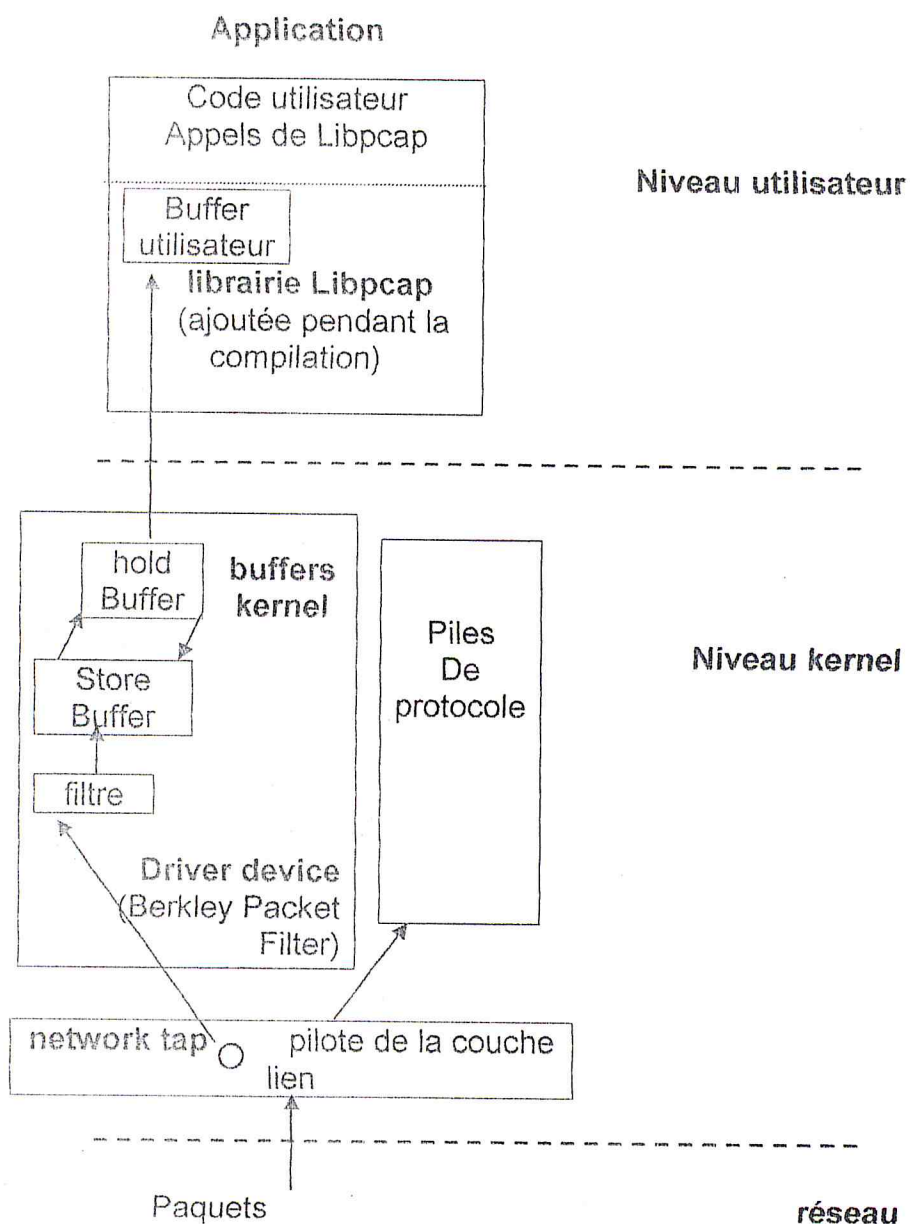 Application
Code utilisateur
Appels de Libpcap
Niveau utilisateur
Buffer
utilisateur
librairie Libpcap
(ajoutée pendant la
compilation)
hold
Buffer
buffers
kernel
Store
Buffer
filtre
Driver device
(Berkley Packet
Filter)
Piles
De
protocole
Niveau kernel
network tap
pilote de la couche
lien
Paquets
réseau